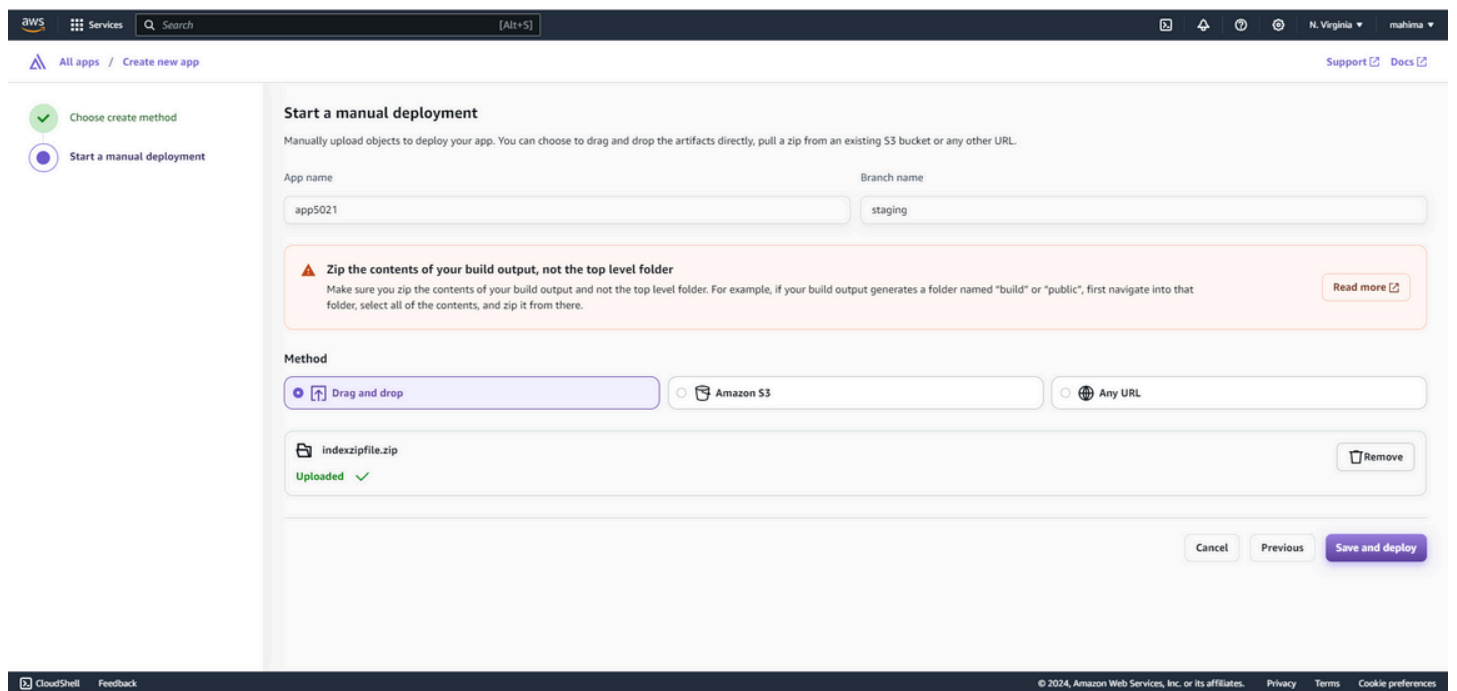 aws Services Search [Alt+S] N. Virginia ▼ mahima ▼
All apps / Create new app Support Docs
Choose create method
Start a manual deployment
Start a manual deployment
Manually upload objects to deploy your app. You can choose to drag and drop the artifacts directly, pull a zip from an existing S3 bucket or any other URL.
App name Branch name
app5021 staging
Zip the contents of your build output, not the top level folder
Make sure you zip the contents of your build output and not the top level folder. For example, if your build output generates a folder named "build" or "public", first navigate into that
folder, select all of the contents, and zip it from there.
Read more
Method
Drag and drop Amazon S3 Any URL
indexzipfile.zip
Uploaded
Remove
Cancel Previous Save and deploy
CloudShell Feedback © 2024, Amazon Web Services, Inc. or its affiliates. Privacy Terms Cookie preferences